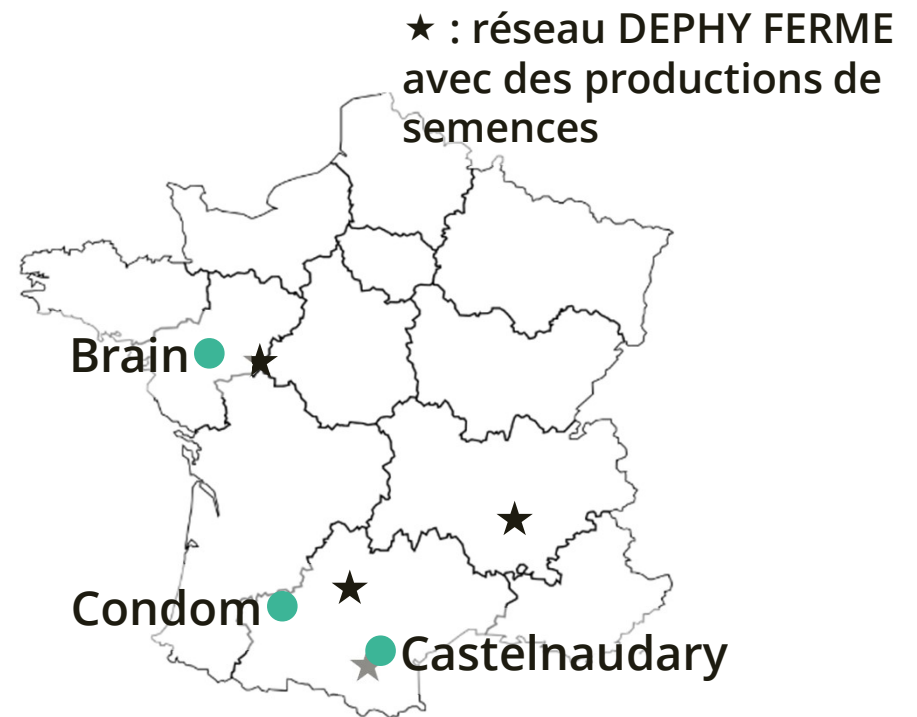 ★ : réseau DEPHY FERME
avec des productions de
semences
Brain
Condom
Castelnaudary